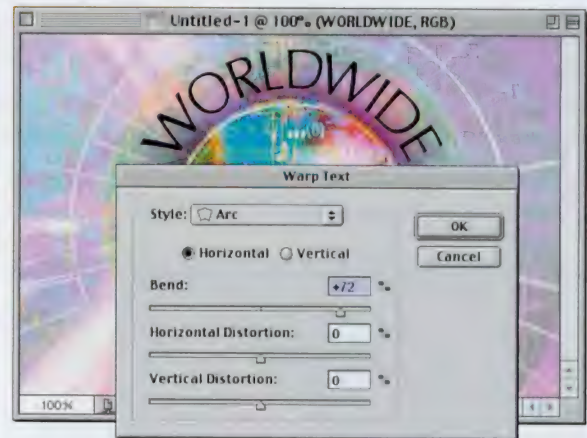 Untitled-1 @ 100% (WORLDWIDE, RGB)
WORLDWIDE
Warp Text
Style: Arc
OK
Horizontal Vertical
Cancel
Bend: +72 %
Horizontal Distortion: 0 %
Vertical Distortion: 0 %
100%